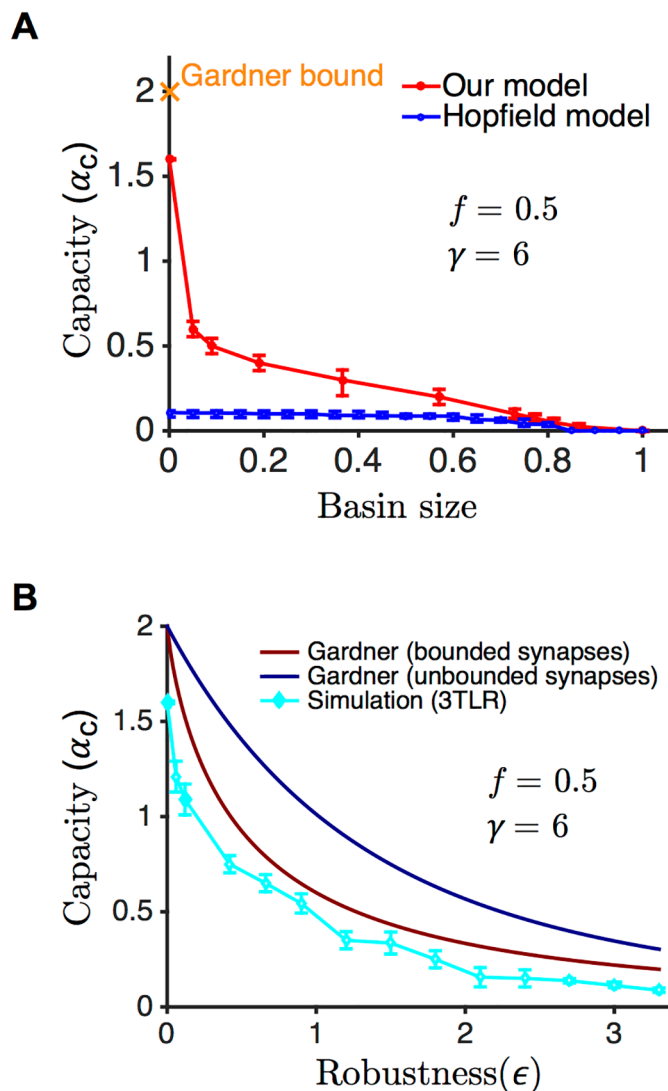 A
Gardner bound
Our model
Hopfield model
f = 0.5
γ = 6
Capacity (αc)
2
1.5
1
0.5
0
0 0.2 0.4 0.6 0.8 1
Basin size
B
Gardner (bounded synapses)
Gardner (unbounded synapses)
Simulation (3TLR)
f = 0.5
γ = 6
Capacity (αc)
2
1.5
1
0.5
0
0 1 2 3
Robustness(ϵ)